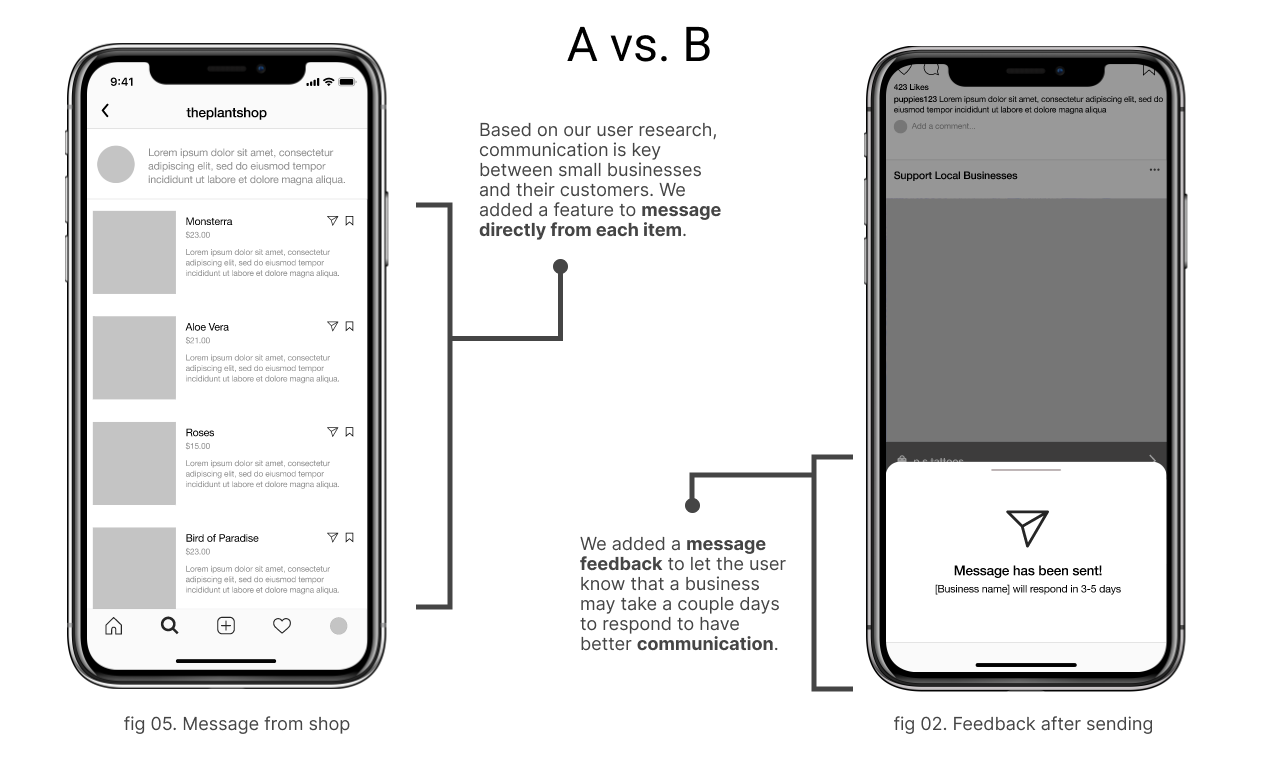 A vs. B
9:41
theplantshop
Lorem ipsum dolor sit amet, consectetur
adipiscing elit, sed do eiusmod tempor
incididunt ut labore et dolore magna aliqua.
Monsterra
$23.00
Lorem ipsum dolor sit amet, consectetur
adipiscing elit, sed do eiusmod tempor
incididunt ut labore et dolore magna aliqua.
Aloe Vera
$21.00
Lorem ipsum dolor sit amet, consectetur
adipiscing elit, sed do eiusmod tempor
incididunt ut labore et dolore magna aliqua.
Roses
$15.00
Lorem ipsum dolor sit amet, consectetur
adipiscing elit, sed do eiusmod tempor
incididunt ut labore et dolore magna aliqua.
Bird of Paradise
$23.00
Lorem ipsum dolor sit amet, consectetur
adipiscing elit, sed do eiusmod tempor
incididunt ut labore et dolore magna aliqua.
fig 05. Message from shop
Based on our user research,
communication is key
between small businesses
and their customers. We
added a feature to message
directly from each item.
We added a message
feedback to let the user
know that a business
may take a couple days
to respond to have
better communication.
423 Likes
puppies123 Lorem ipsum dolor sit amet, consectetur adipiscing elit, sed do
eiusmod tempor incididunt ut labore et dolore magna aliqua
Add a comment...
Support Local Businesses
Message has been sent!
[Business name] will respond in 3-5 days
fig 02. Feedback after sending